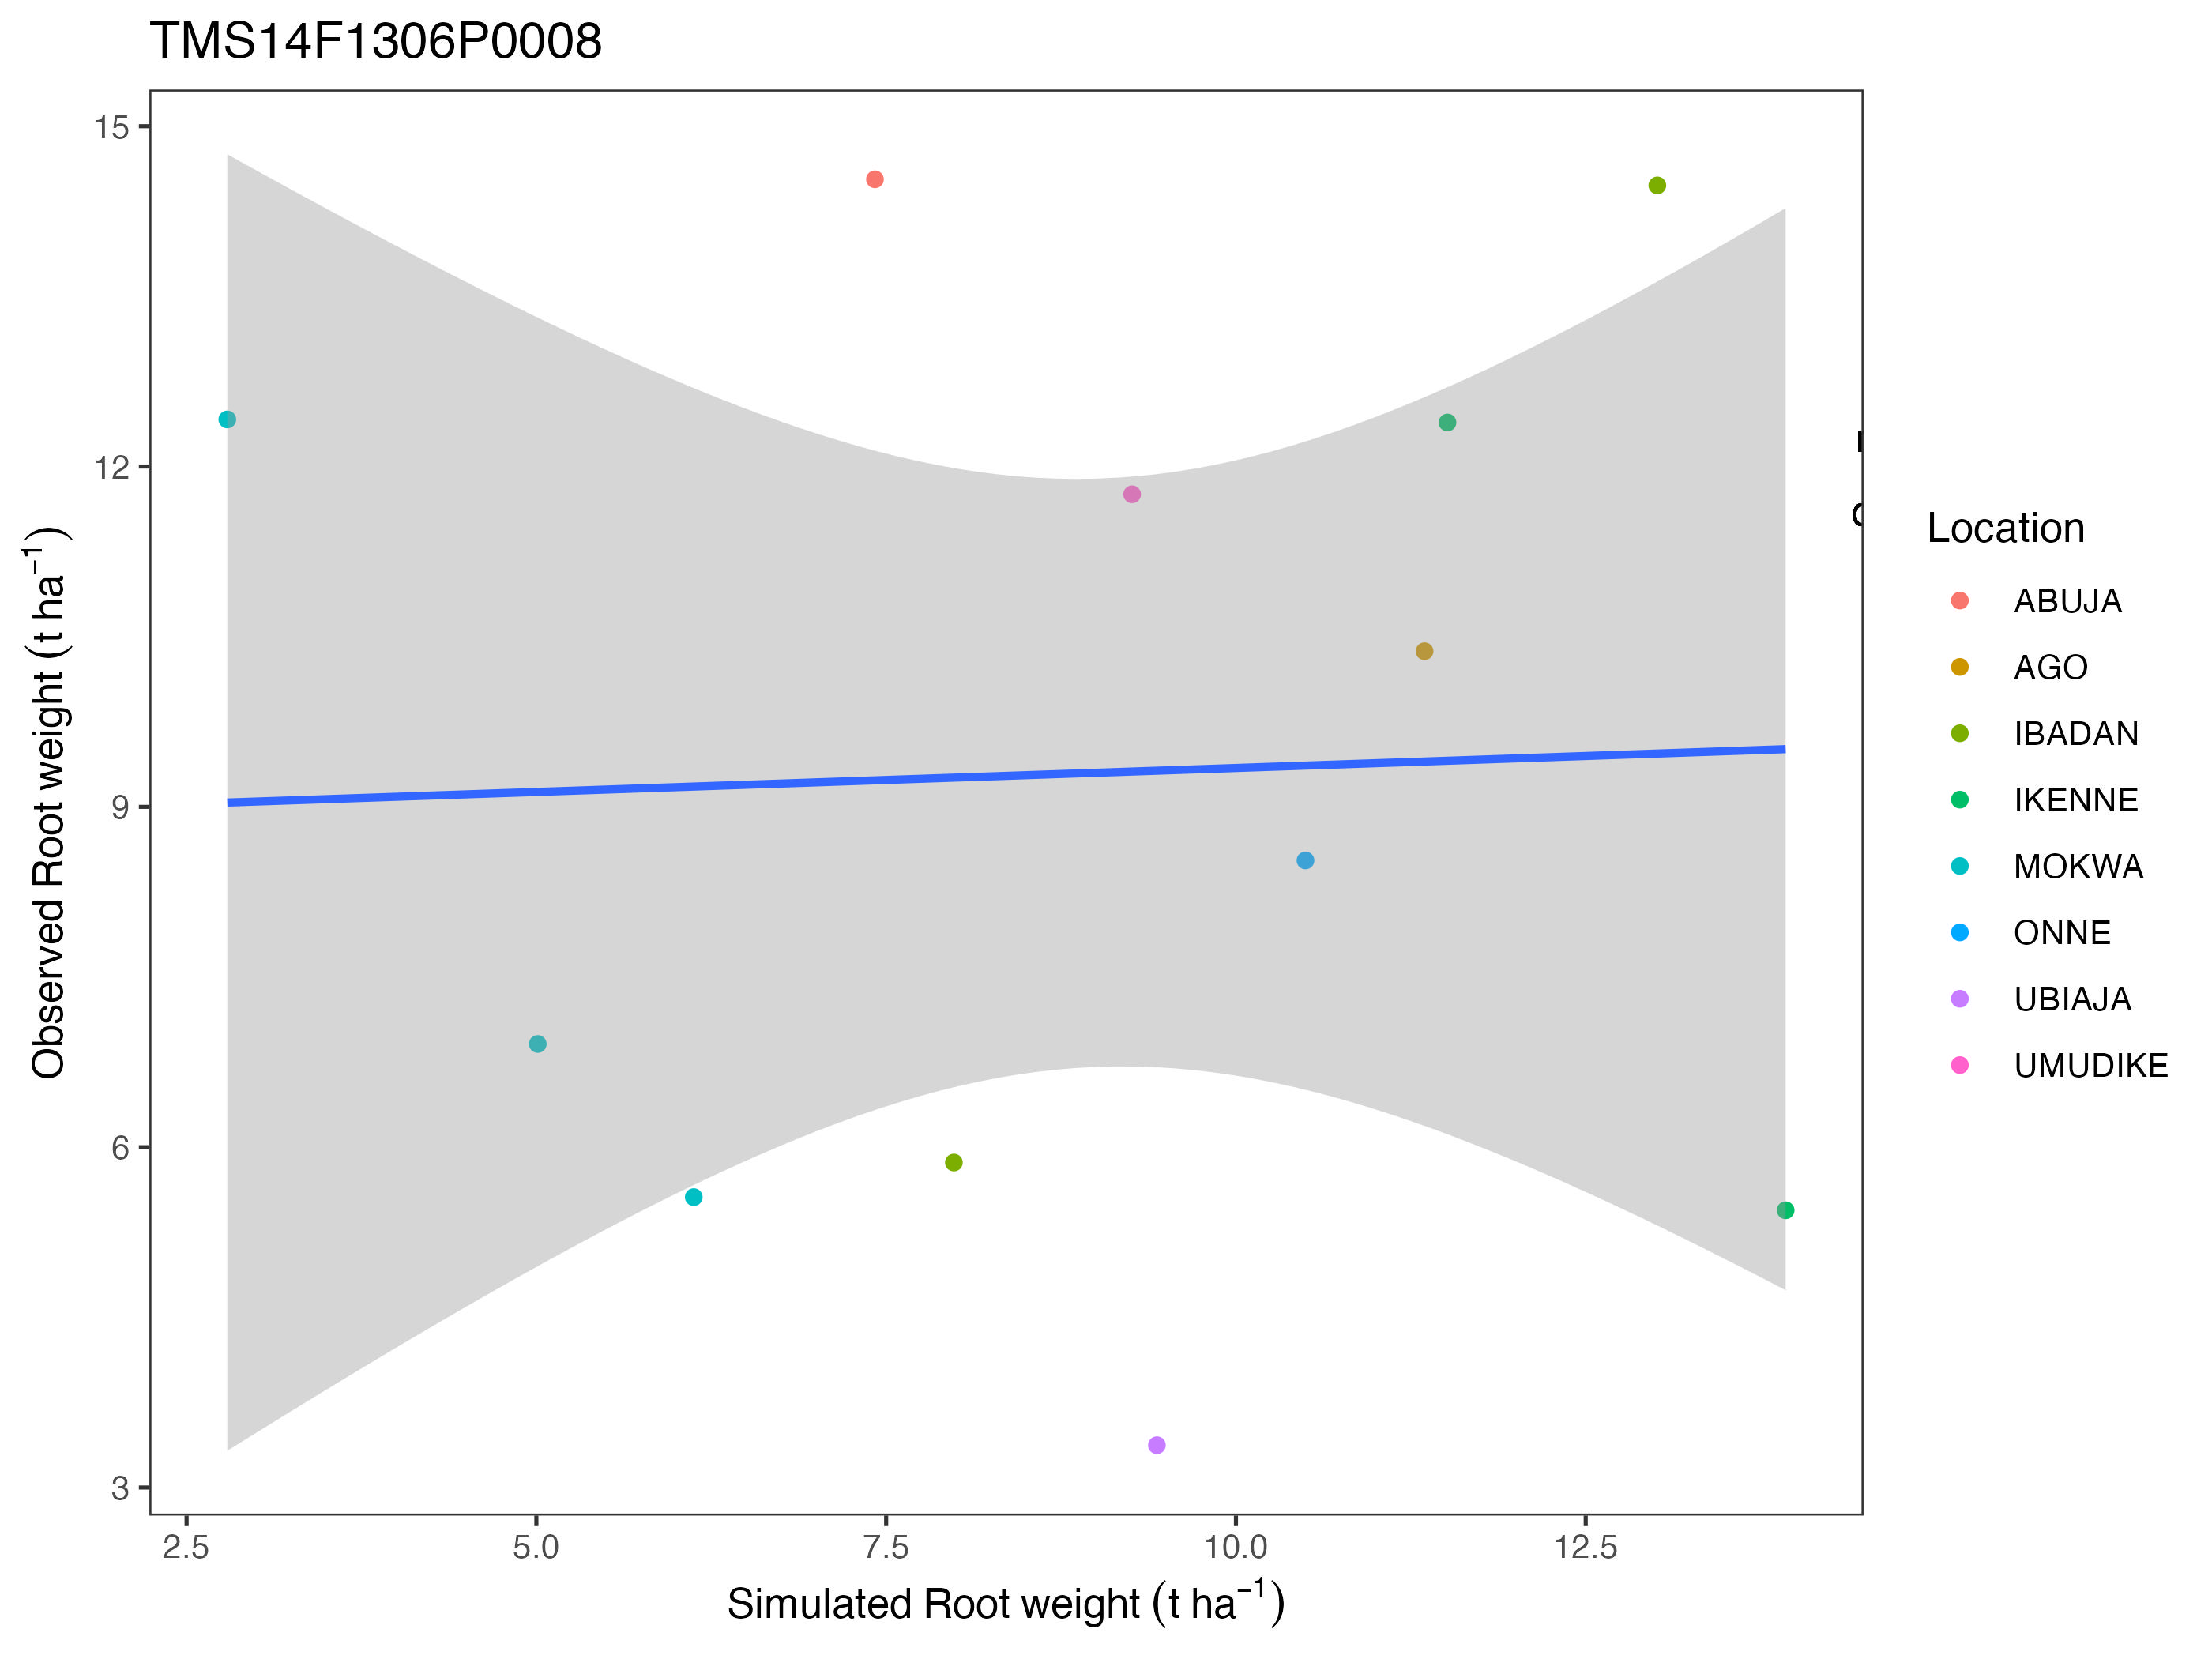 TMS14F1306P0008
15
12
9
6
3
Observed Root weight (t ha⁻¹)
2.5 5.0 7.5 10.0 12.5
Simulated Root weight (t ha⁻¹)
Location
ABUJA
AGO
IBADAN
IKENNE
MOKWA
ONNE
UBIAJA
UMUDIKE